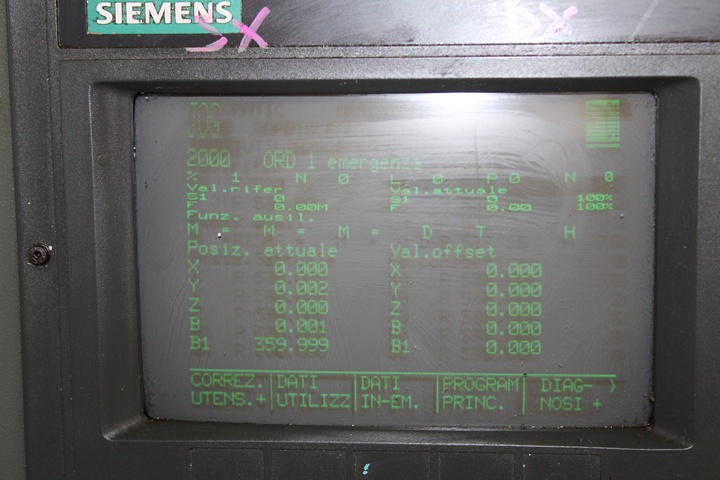 SIEMENS
JOG
2000 ORD 1 emergenza
% 1 N 0 L 0 P0 N 0
Val.rifer Val.attuale
S1 0 S1 0 100%
F 0.00M F 0.00 100%
Funz. ausil.
M = M = M = D T H
Posiz. attuale Val.offset
X 0.000 X 0.000
Y 0.002 Y 0.000
Z 0.000 Z 0.000
B 0.001 B 0.000
B1 359.999 B1 0.000
CORREZ. DATI DATI PROGRAM DIAG- )
UTENS.+ UTILIZZ IN-EM. PRINC. NOSI +